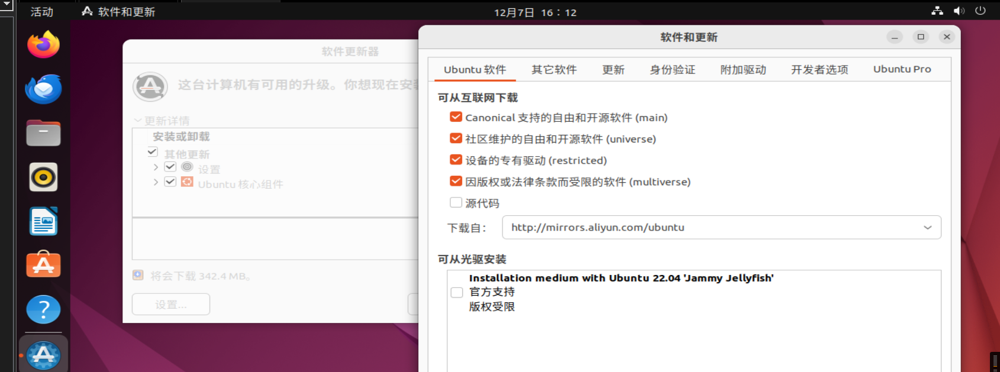 活动
软件和更新
12月7日 16：12
软件更新器
这台计算机有可用的升级。你想现在安装
更新详情
安装或卸载
其他更新
设置
Ubuntu 核心组件
将会下载 342.4 MB。
设置...
软件和更新
Ubuntu 软件
其它软件
更新
身份验证
附加驱动
开发者选项
Ubuntu Pro
可从互联网下载
Canonical 支持的自由和开源软件 (main)
社区维护的自由和开源软件 (universe)
设备的专有驱动 (restricted)
因版权或法律条款而受限的软件 (multiverse)
源代码
下载自：
http://mirrors.aliyun.com/ubuntu
可从光驱安装
Installation medium with Ubuntu 22.04 'Jammy Jellyfish'
官方支持
版权受限